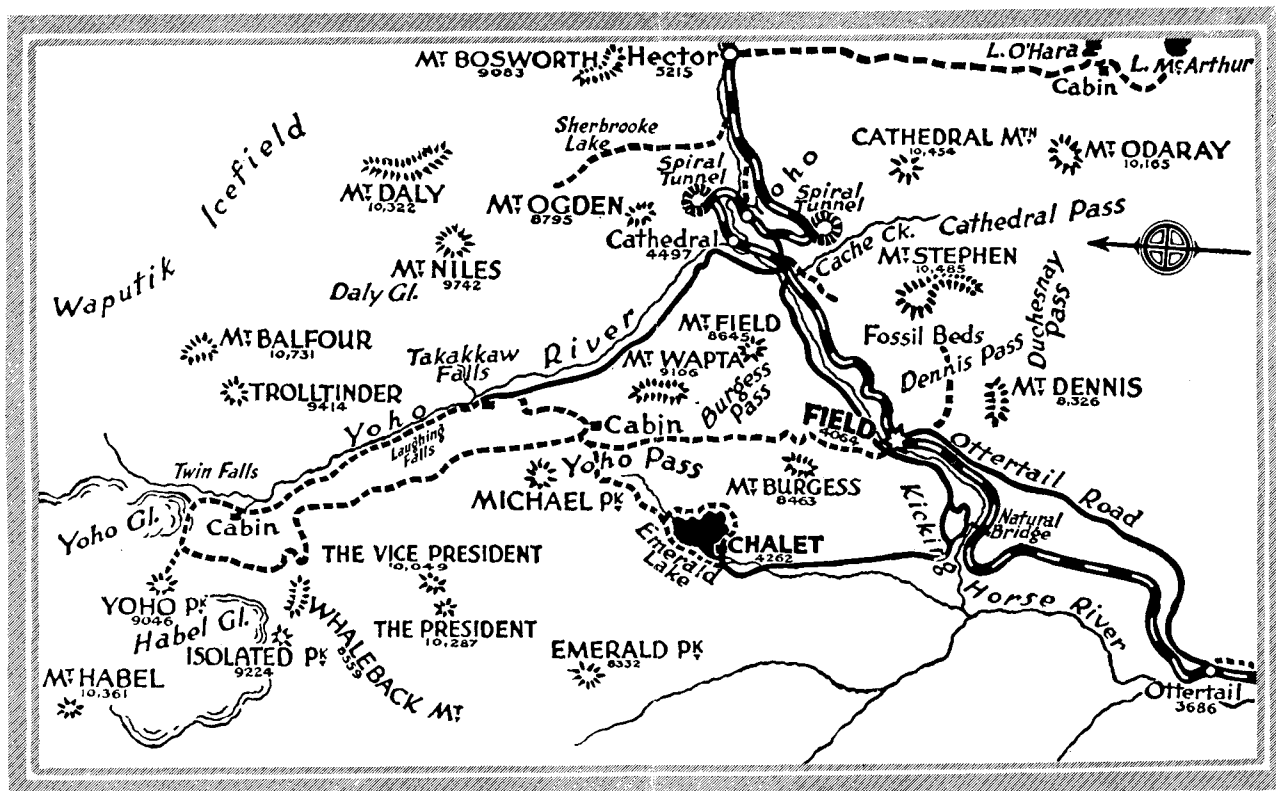 MT BOSWORTH
9083
Hector
5215
L. O'Hara
L. McArthur
Cabin
Waputik Icefield
Sherbrooke
Lake
Spiral
Tunnel
Yoho
Spiral
Tunnel
CATHEDRAL MTN
10,454
MT ODARAY
10,165
MT DALY
10,322
MT OGDEN
8795
Cathedral
4497
Cache Ck.
Cathedral Pass
MT NILES
9742
Daly Gl.
MT STEPHEN
10,485
Duchesnay
Pass
MT BALFOUR
10,731
Takakkaw
Falls
River
MT FIELD
8645
MT WAPTA
9106
Burgess
Pass
Fossil Beds
Dennis Pass
TROLLTINDER
9414
MT DENNIS
8,326
Yoho
Laughing
Falls
Cabin
FIELD
4064
Ottertail Road
Twin Falls
Yoho Pass
MICHAEL PK
MT BURGESS
8463
Kicking
Natural
Bridge
Yoho Gl.
Cabin
Emerald
Lake
CHALET
4262
THE VICE PRESIDENT
10,049
YOHO PK
9046
Habel Gl.
WHALEBACK MT
8559
THE PRESIDENT
10,287
Horse River
ISOLATED PK
9224
EMERALD PK
8332
MT HABEL
10,361
Ottertail
3686